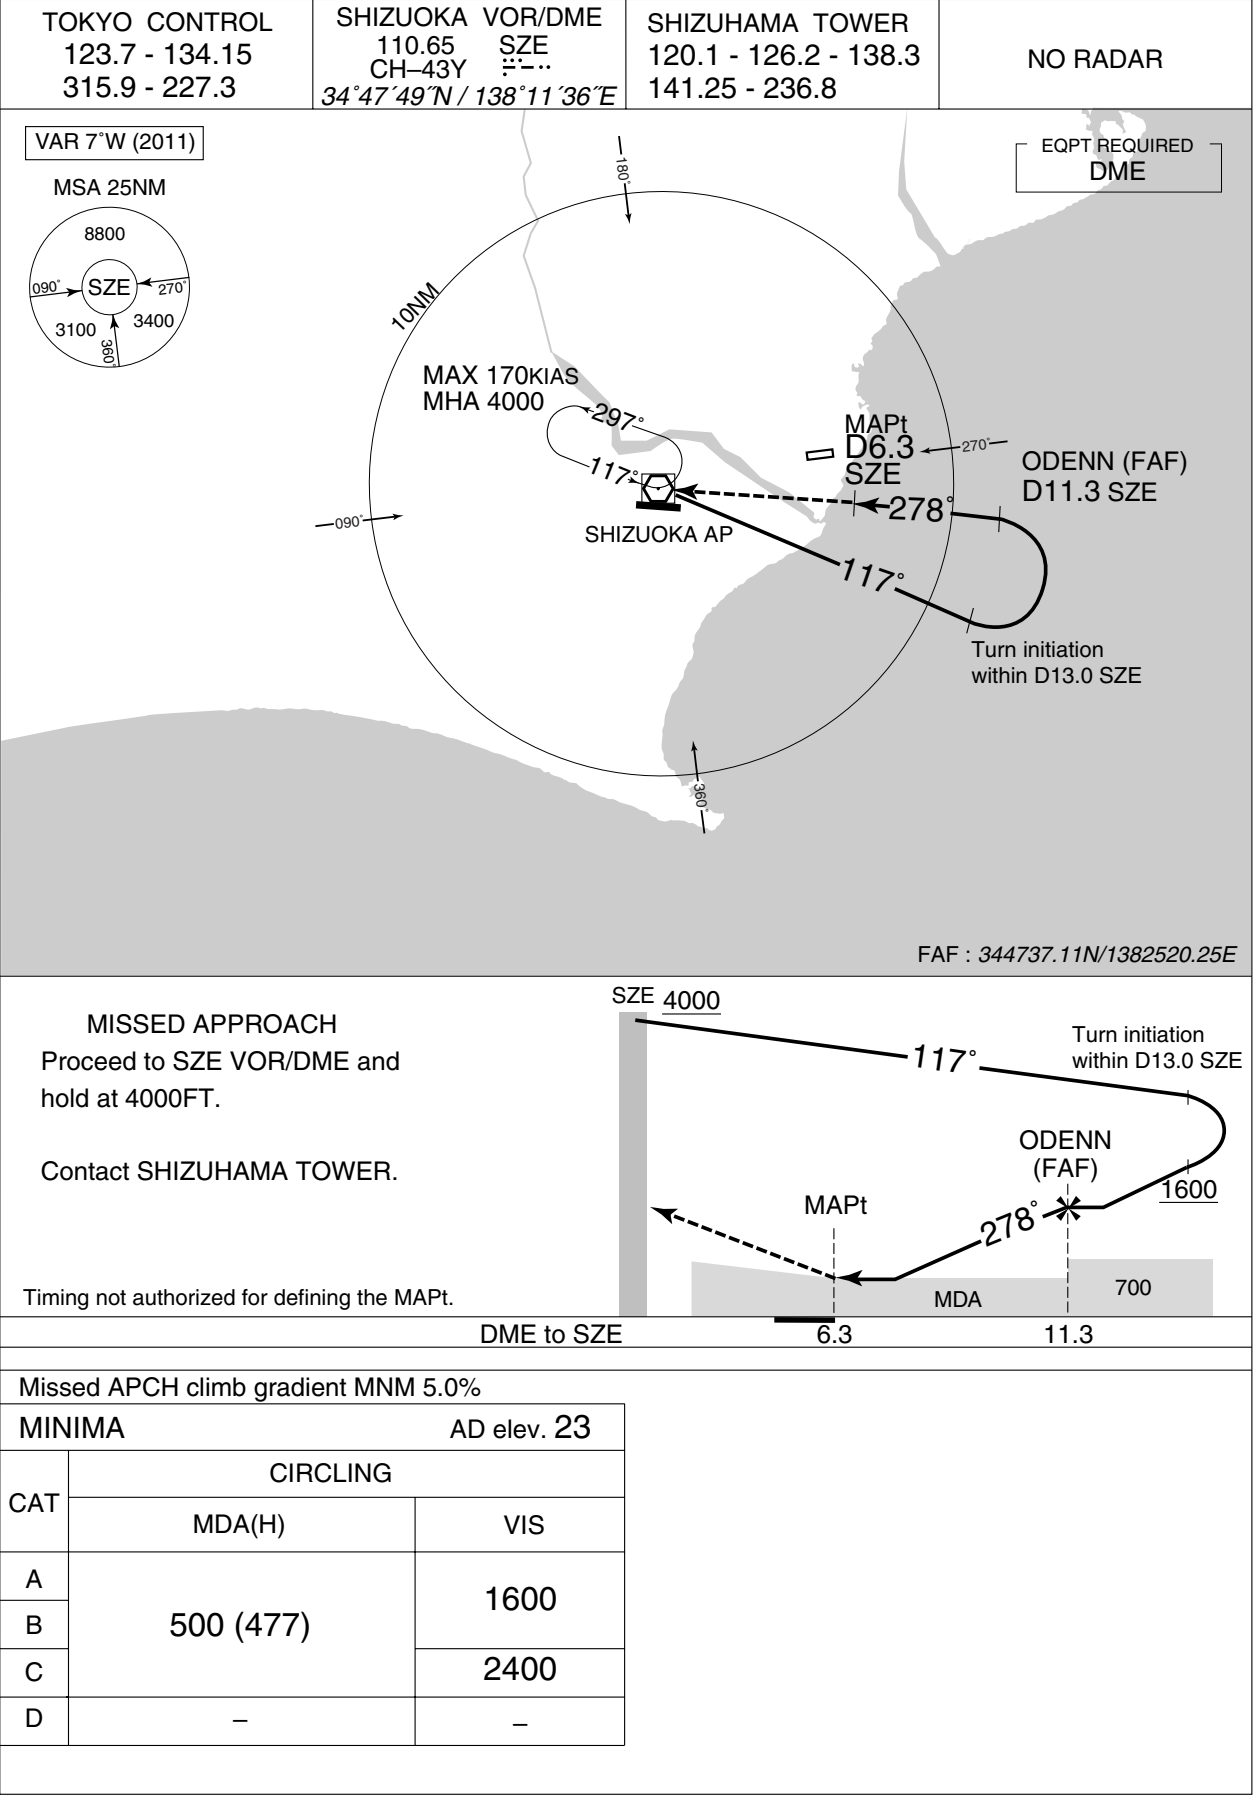 TOKYO CONTROL
123.7 - 134.15
315.9 - 227.3
SHIZUOKA VOR/DME
110.65 SZE
CH–43Y
34°47´49˝N / 138°11´36˝E
SHIZUHAMA TOWER
120.1 - 126.2 - 138.3
141.25 - 236.8
NO RADAR
VAR 7°W (2011)
MSA 25NM
8800
SZE
090°
270°
3100
3400
360°
EQPT REQUIRED
DME
180°
10NM
MAX 170KIAS
MHA 4000
297°
117°
MAPt
D6.3
SZE
270°
ODENN (FAF)
D11.3 SZE
278°
090°
SHIZUOKA AP
117°
Turn initiation
within D13.0 SZE
360°
FAF : 344737.11N/1382520.25E
MISSED APPROACH
Proceed to SZE VOR/DME and
hold at 4000FT.
Contact SHIZUHAMA TOWER.
Timing not authorized for defining the MAPt.
SZE 4000
117°
Turn initiation
within D13.0 SZE
ODENN
(FAF)
1600
MAPt
278°
MDA
700
DME to SZE
6.3
11.3
Missed APCH climb gradient MNM 5.0%
MINIMA AD elev. 23
CAT
CIRCLING
MDA(H)
VIS
A
B
C
D
500 (477)
1600
2400
–
–